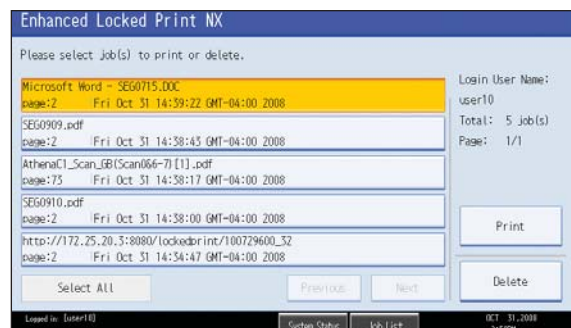 Enhanced Locked Print NX
Please select job(s) to print or delete.
Microsoft Word - SEG0715.DOC
page:2 Fri Oct 31 14:39:22 GMT-04:00 2008
SEG0909.pdf
page:2 Fri Oct 31 14:38:43 GMT-04:00 2008
AthenaC1_Scan_GB(Scan0&6-7)[1].pdf
page:73 Fri Oct 31 14:38:17 GMT-04:00 2008
SEG0910.pdf
page:2 Fri Oct 31 14:38:00 GMT-04:00 2008
http://172.25.20.3:8080/lockedprint/100729600_32
page:2 Fri Oct 31 14:34:47 GMT-04:00 2008
Login User Name:
user10
Total: 5 job(s)
Page: 1/1
Print
Select All
Previous
Next
Delete
Logged in [user10]
System Status
Job List
OCT 31,2008